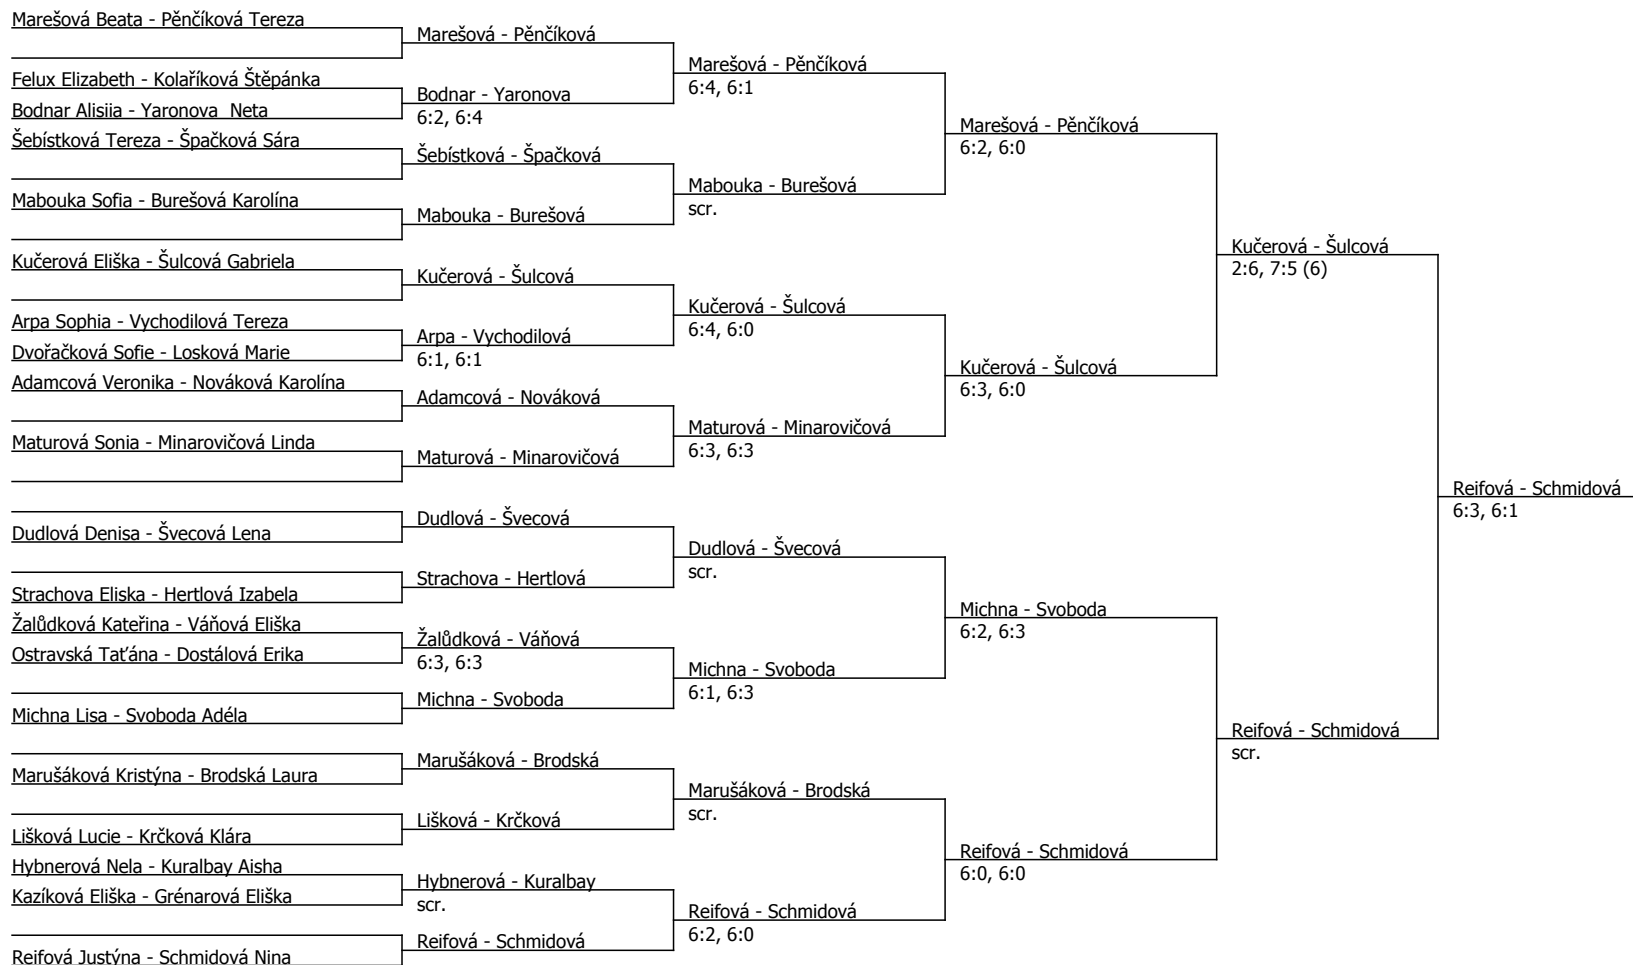 Marešová Beata - Pěnčíková Tereza
Felux Elizabeth - Kolaříková Štěpánka
Bodnar Alisiia - Yaronova  Neta
Šebístková Tereza - Špačková Sára
Mabouka Sofia - Burešová Karolína
Kučerová Eliška - Šulcová Gabriela
Arpa Sophia - Vychodilová Tereza
Dvořačková Sofie - Losková Marie
Adamcová Veronika - Nováková Karolína
Maturová Sonia - Minarovičová Linda
Dudlová Denisa - Švecová Lena
Strachova Eliska - Hertlová Izabela
Žalůdková Kateřina - Váňová Eliška
Ostravská Taťána - Dostálová Erika
Michna Lisa - Svoboda Adéla
Marušáková Kristýna - Brodská Laura
Lišková Lucie - Krčková Klára
Hybnerová Nela - Kuralbay Aisha
Kazíková Eliška - Grénarová Eliška
Reifová Justýna - Schmidová Nina
Marešová - Pěnčíková
Bodnar - Yaronova
6:2, 6:4
Šebístková - Špačková
Mabouka - Burešová
Kučerová - Šulcová
Arpa - Vychodilová
6:1, 6:1
Adamcová - Nováková
Maturová - Minarovičová
Dudlová - Švecová
Strachova - Hertlová
Žalůdková - Váňová
6:3, 6:3
Michna - Svoboda
Marušáková - Brodská
Lišková - Krčková
Hybnerová - Kuralbay
scr.
Reifová - Schmidová
Marešová - Pěnčíková
6:4, 6:1
Mabouka - Burešová
scr.
Kučerová - Šulcová
6:4, 6:0
Maturová - Minarovičová
6:3, 6:3
Dudlová - Švecová
scr.
Michna - Svoboda
6:1, 6:3
Marušáková - Brodská
scr.
Reifová - Schmidová
6:2, 6:0
Marešová - Pěnčíková
6:2, 6:0
Kučerová - Šulcová
6:3, 6:0
Michna - Svoboda
6:2, 6:3
Reifová - Schmidová
6:0, 6:0
Kučerová - Šulcová
2:6, 7:5 (6)
Reifová - Schmidová
scr.
Reifová - Schmidová
6:3, 6:1